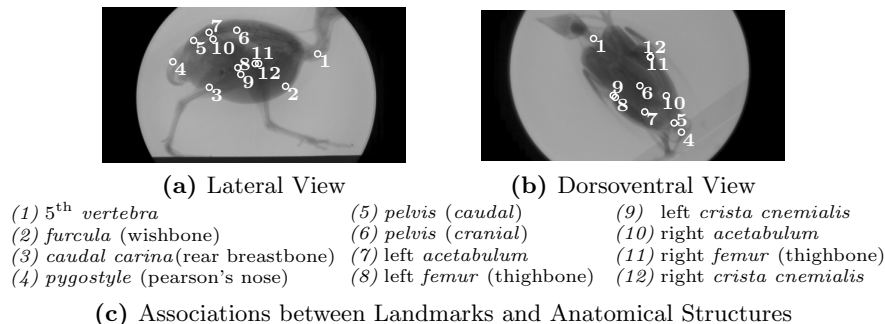 7
6
5
10
11
1
4
8
12
9
3
2
1
12
11
9
6
8
10
7
5
4
(a) Lateral View
(b) Dorsoventral View
(1) 5th vertebra
(2) furcula (wishbone)
(3) caudal carina(rear breastbone)
(4) pygostyle (pearson's nose)
(5) pelvis (caudal)
(6) pelvis (cranial)
(7) left acetabulum
(8) left femur (thighbone)
(9) left crista cnemialis
(10) right acetabulum
(11) right femur (thighbone)
(12) right crista cnemialis
(c) Associations between Landmarks and Anatomical Structures